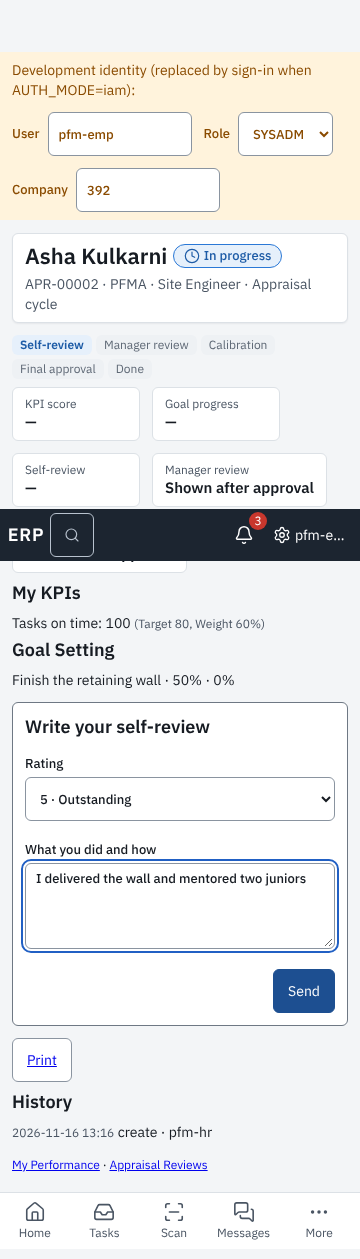 Development identity (replaced by sign-in when
AUTH_MODE=iam):
User pfm-emp Role SYSADM
Company 392
Asha Kulkarni In progress
APR-00002 · PFMA · Site Engineer · Appraisal
cycle
Self-review Manager review Calibration
Final approval Done
KPI score Goal progress
— —
Self-review Manager review
— Shown after approval
ERP 3 pfm-e...
My KPIs
Tasks on time: 100 (Target 80, Weight 60%)
Goal Setting
Finish the retaining wall · 50% · 0%
Write your self-review
Rating
5 · Outstanding
What you did and how
I delivered the wall and mentored two juniors
Send
Print
History
2026-11-16 13:16 create · pfm-hr
My Performance · Appraisal Reviews
Home Tasks Scan Messages More